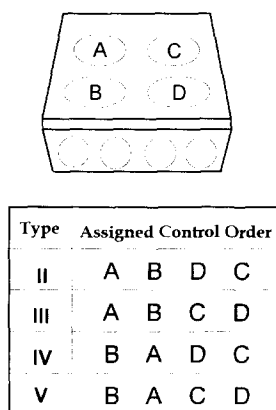 A C
B D
Type Assigned Control Order
II A B D C
III A B C D
IV B A D C
V B A C D